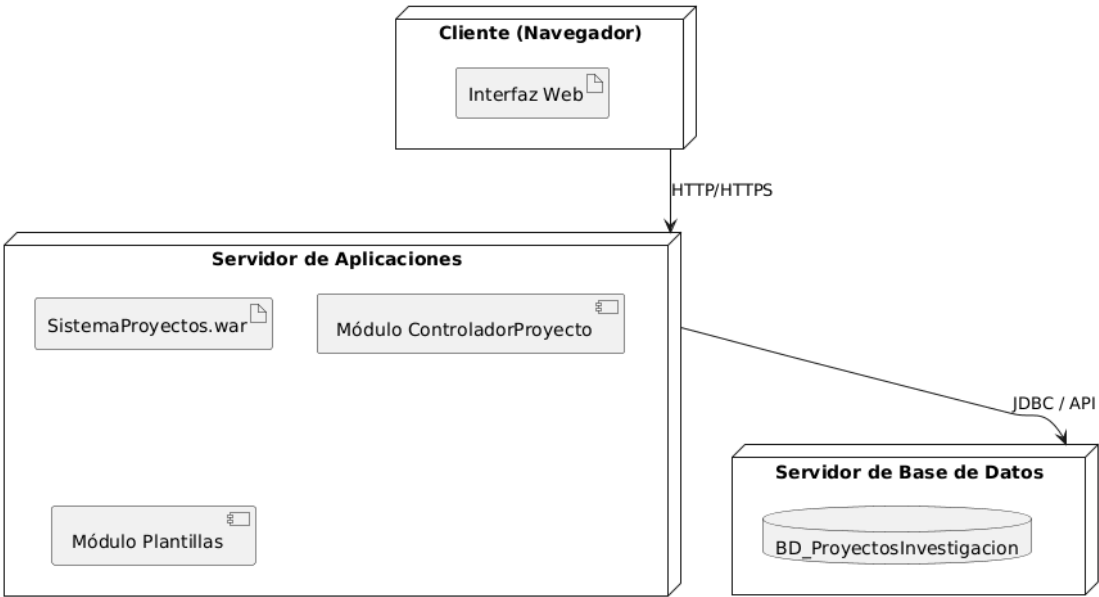 Cliente (Navegador)
Interfaz Web
HTTP/HTTPS
Servidor de Aplicaciones
SistemaProyectos.war
Módulo ControladorProyecto
Módulo Plantillas
JDBC / API
Servidor de Base de Datos
BD_ProyectosInvestigacion